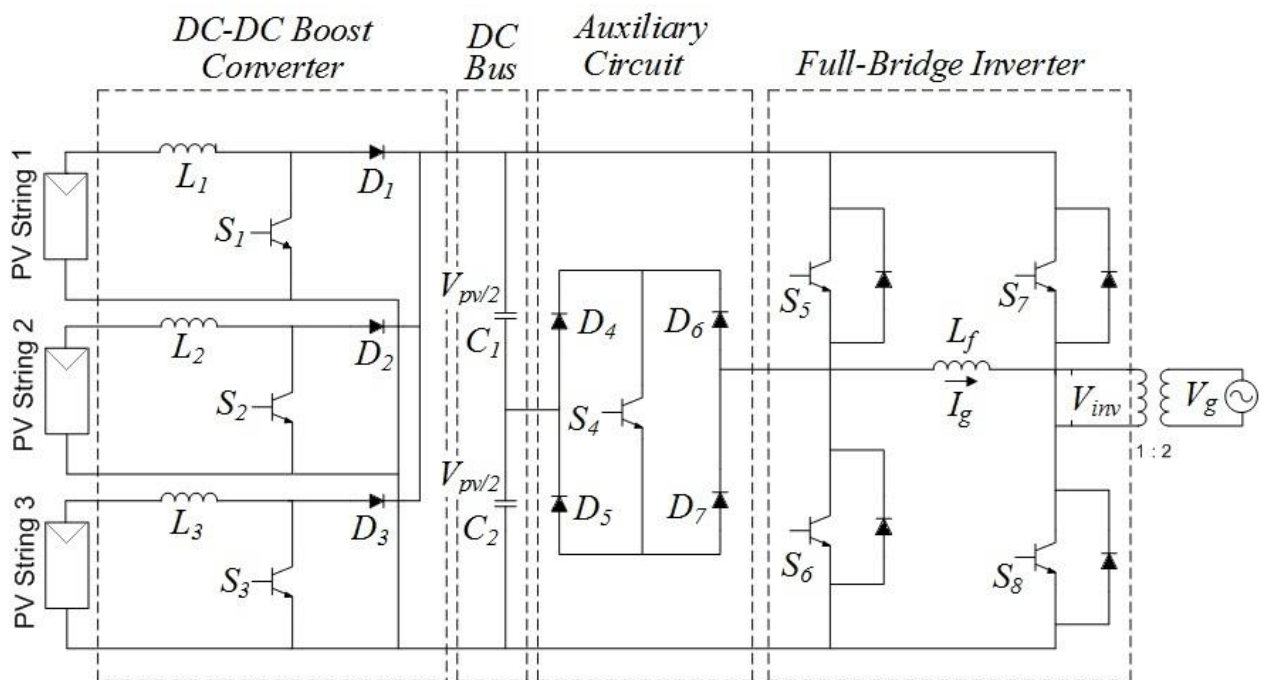 DC-DC Boost
Converter
DC
Bus
Auxiliary
Circuit
Full-Bridge Inverter
PV String 1
L1
D1
S1
PV String 2
L2
D2
S2
PV String 3
L3
D3
S3
Vpv/2
C1
Vpv/2
C2
D4
D6
S4
D5
D7
S5
S7
Lf
Ig
Vinv
Vg
1 : 2
S6
S8